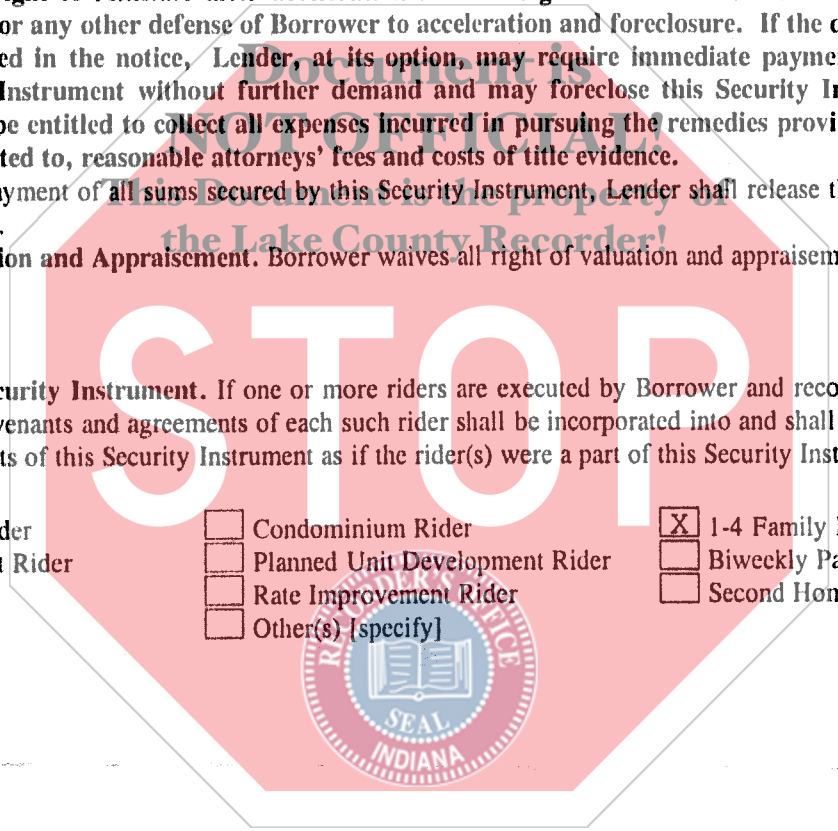 or any other defense of Borrower to acceleration and foreclosure. If the d
ed in the notice, Lender, at its option, may require immediate payme
Instrument without further demand and may foreclose this Security In
be entitled to collect all expenses incurred in pursuing the remedies provi
ted to, reasonable attorneys' fees and costs of title evidence.
ayment of all sums secured by this Security Instrument, Lender shall release t
ion and Appraisement. Borrower waives all right of valuation and appraisem
Document is
NOT OFFICIAL!
This Document is the property of
the Lake County Recorder!
STOP
curity Instrument. If one or more riders are executed by Borrower and reco
venants and agreements of each such rider shall be incorporated into and shall
ts of this Security Instrument as if the rider(s) were a part of this Security Inst
der Condominium Rider X 1-4 Family
t Rider Planned Unit Development Rider Biweekly Pa
Rate Improvement Rider Second Hom
Other(s) [specify]
RECORDER'S OFFICE
SEAL
INDIANA